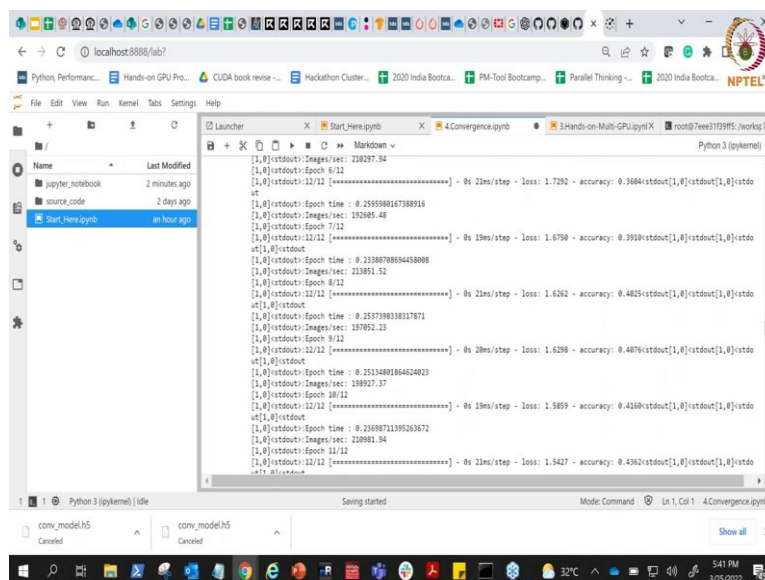 localhost:8888/lab?
Python, Performanc... Hands-on GPU Pro... CUDA book revise -... Hackathon Cluster... 2020 India Bootca... PM-Tool Bootcamp... Parallel Thinking -... 2020 India Bootca...
NPTEL
File Edit View Run Kernel Tabs Settings Help
Launcher Start_Here.ipynb 4.Convergence.ipynb 3.Hands-on-Multi-GPU.ipynl root@7eee31f39ff5: /worksp
Markdown Python 3 (ipykernel)
/
Name Last Modified
jupyter_notebook 2 minutes ago
source_code 2 days ago
Start_Here.ipynb an hour ago
[1,0]<stdout>:Images/sec: 210297.94
[1,0]<stdout>:Epoch 6/12
[1,0]<stdout>:12/12 [==============================] - 0s 21ms/step - loss: 1.7292 - accuracy: 0.3604<stdout[1,0]<stdout[1,0]<stdo
ut
[1,0]<stdout>:Epoch time : 0.2595980167388916
[1,0]<stdout>:Images/sec: 192605.48
[1,0]<stdout>:Epoch 7/12
[1,0]<stdout>:12/12 [==============================] - 0s 19ms/step - loss: 1.6750 - accuracy: 0.3910<stdout[1,0]<stdout[1,0]<stdo
ut[1,0]<stdout
[1,0]<stdout>:Epoch time : 0.23380708694458008
[1,0]<stdout>:Images/sec: 213851.52
[1,0]<stdout>:Epoch 8/12
[1,0]<stdout>:12/12 [==============================] - 0s 21ms/step - loss: 1.6262 - accuracy: 0.4025<stdout[1,0]<stdout[1,0]<stdo
ut[1,0]<stdout
[1,0]<stdout>:Epoch time : 0.2537398338317871
[1,0]<stdout>:Images/sec: 197052.23
[1,0]<stdout>:Epoch 9/12
[1,0]<stdout>:12/12 [==============================] - 0s 20ms/step - loss: 1.6298 - accuracy: 0.4076<stdout[1,0]<stdout[1,0]<stdo
ut[1,0]<stdout
[1,0]<stdout>:Epoch time : 0.25134801864624023
[1,0]<stdout>:Images/sec: 198927.37
[1,0]<stdout>:Epoch 10/12
[1,0]<stdout>:12/12 [==============================] - 0s 19ms/step - loss: 1.5859 - accuracy: 0.4160<stdout[1,0]<stdout[1,0]<stdo
ut[1,0]<stdout
[1,0]<stdout>:Epoch time : 0.23698711395263672
[1,0]<stdout>:Images/sec: 210981.94
[1,0]<stdout>:Epoch 11/12
[1,0]<stdout>:12/12 [==============================] - 0s 21ms/step - loss: 1.5427 - accuracy: 0.4362<stdout[1,0]<stdout[1,0]<stdo
ut[1,0]<stdout
1 1 Python 3 (ipykernel) | Idle Saving started Mode: Command Ln 1, Col 1 4.Convergence.ipynl
conv_model.h5 conv_model.h5 Show all
Canceled Canceled
32°C 5:41 PM
3/25/2022